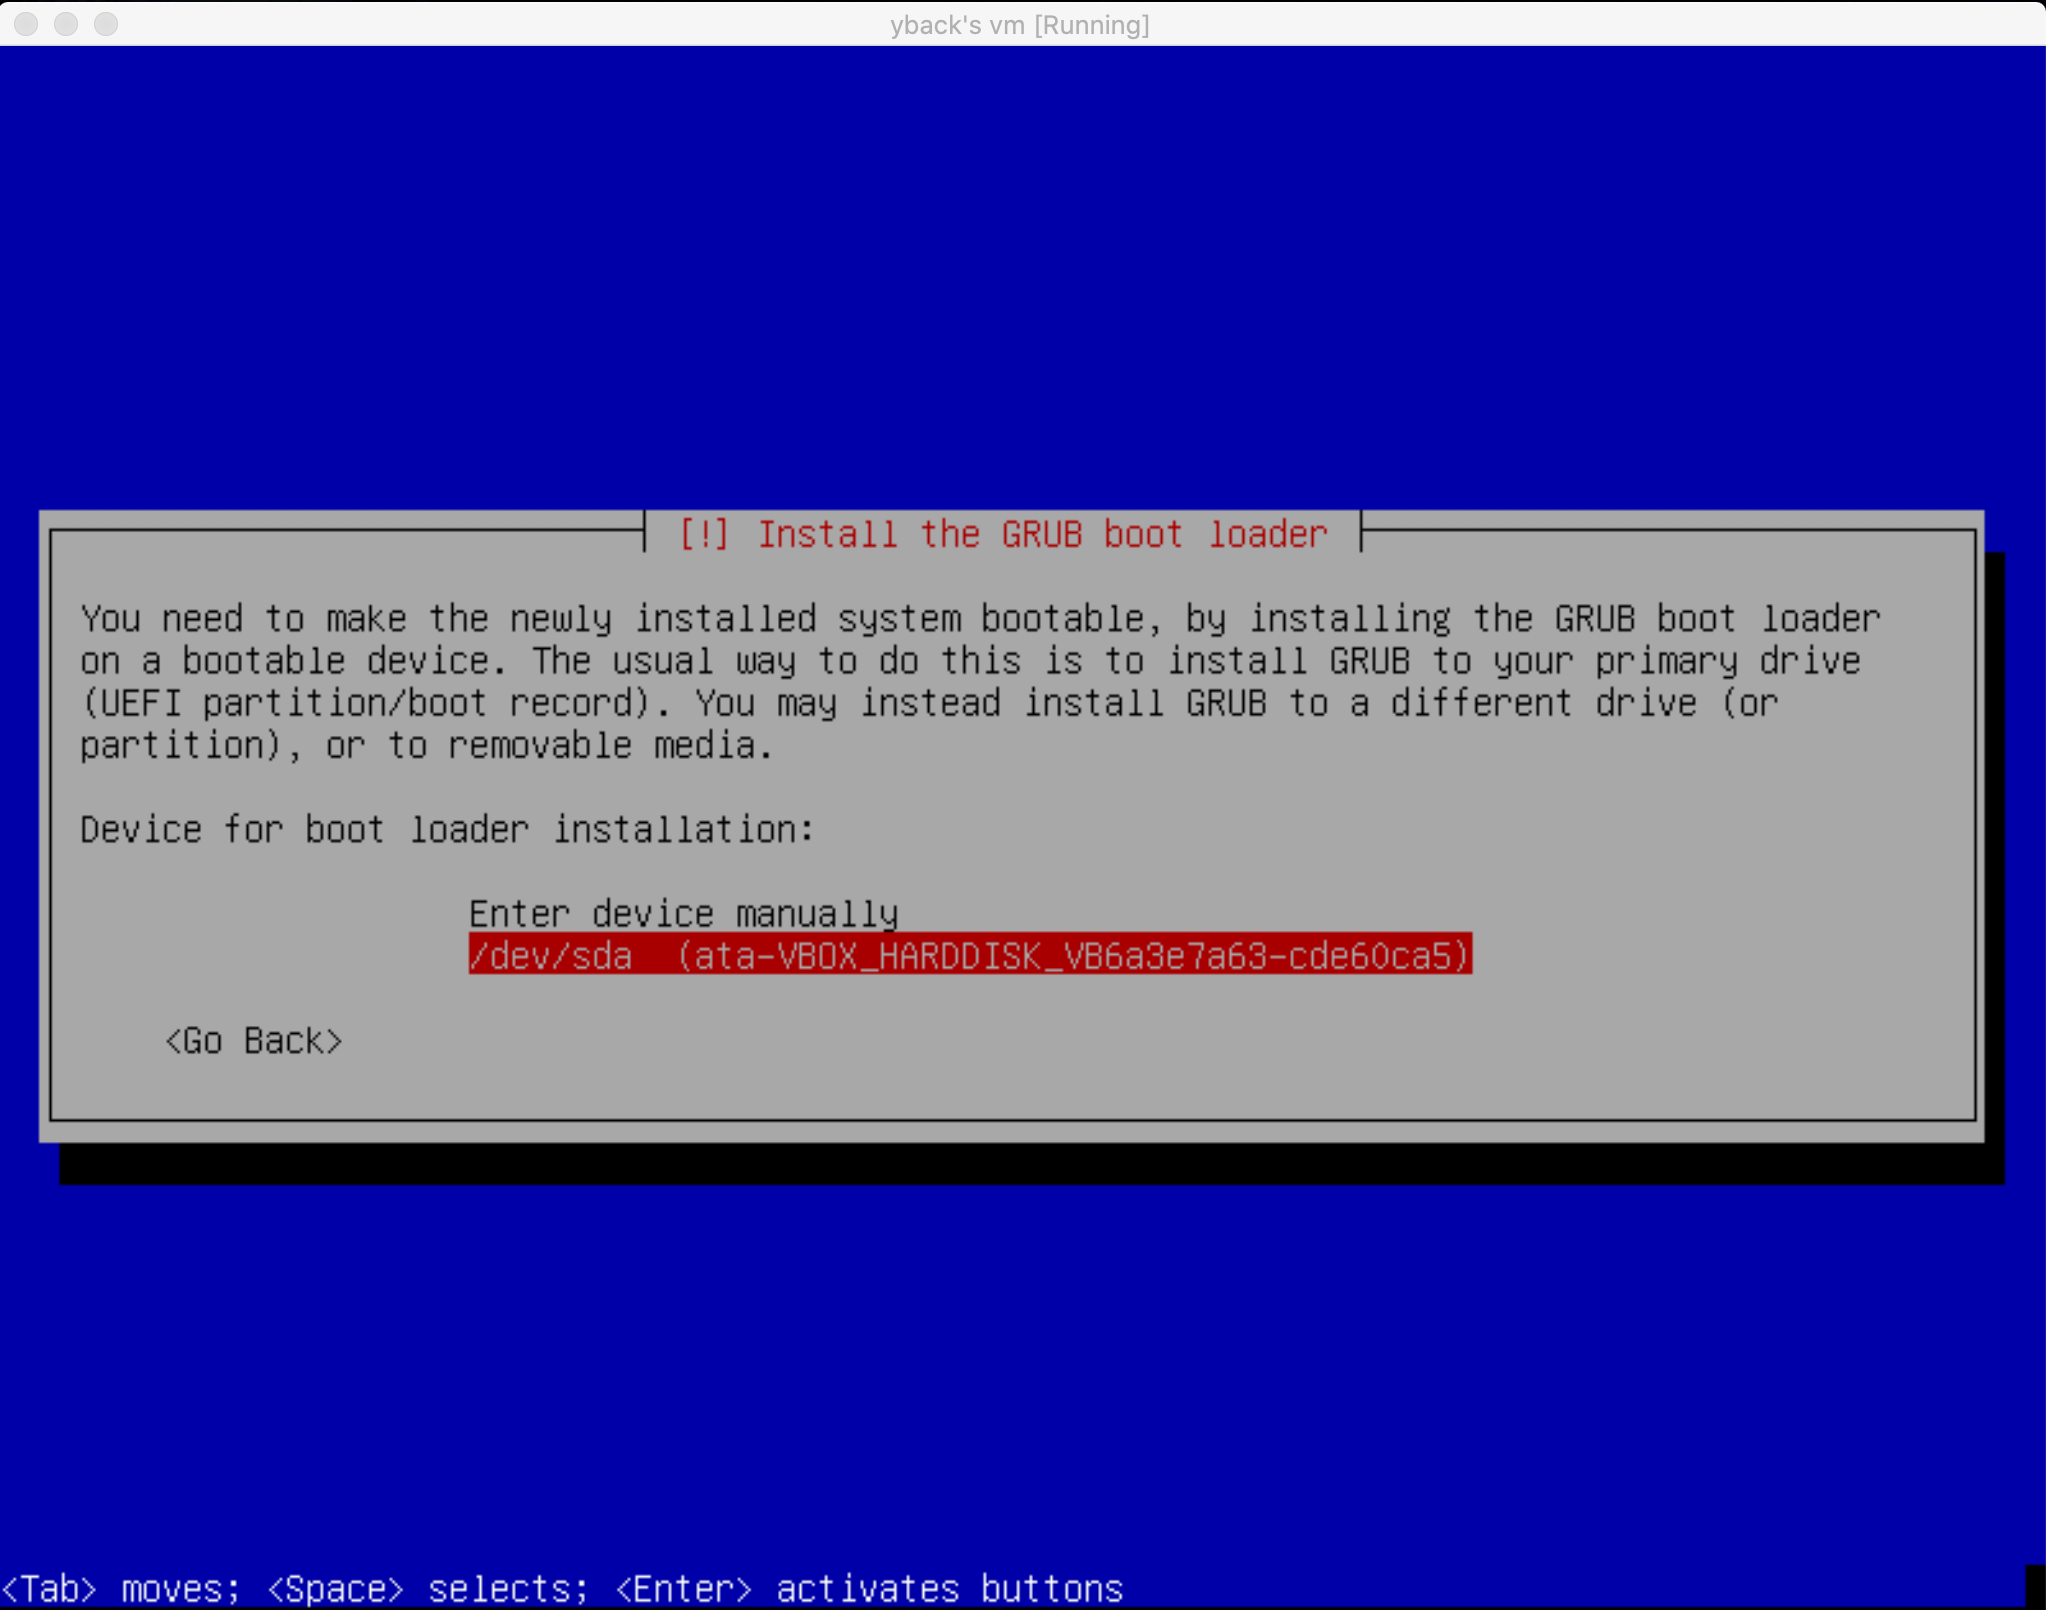 yback's vm [Running]
[!] Install the GRUB boot loader
You need to make the newly installed system bootable, by installing the GRUB boot loader
on a bootable device. The usual way to do this is to install GRUB to your primary drive
(UEFI partition/boot record). You may instead install GRUB to a different drive (or
partition), or to removable media.
Device for boot loader installation:
Enter device manually
/dev/sda  (ata-VBOX_HARDDISK_VB6a3e7a63-cde60ca5)
<Go Back>
<Tab> moves; <Space> selects; <Enter> activates buttons